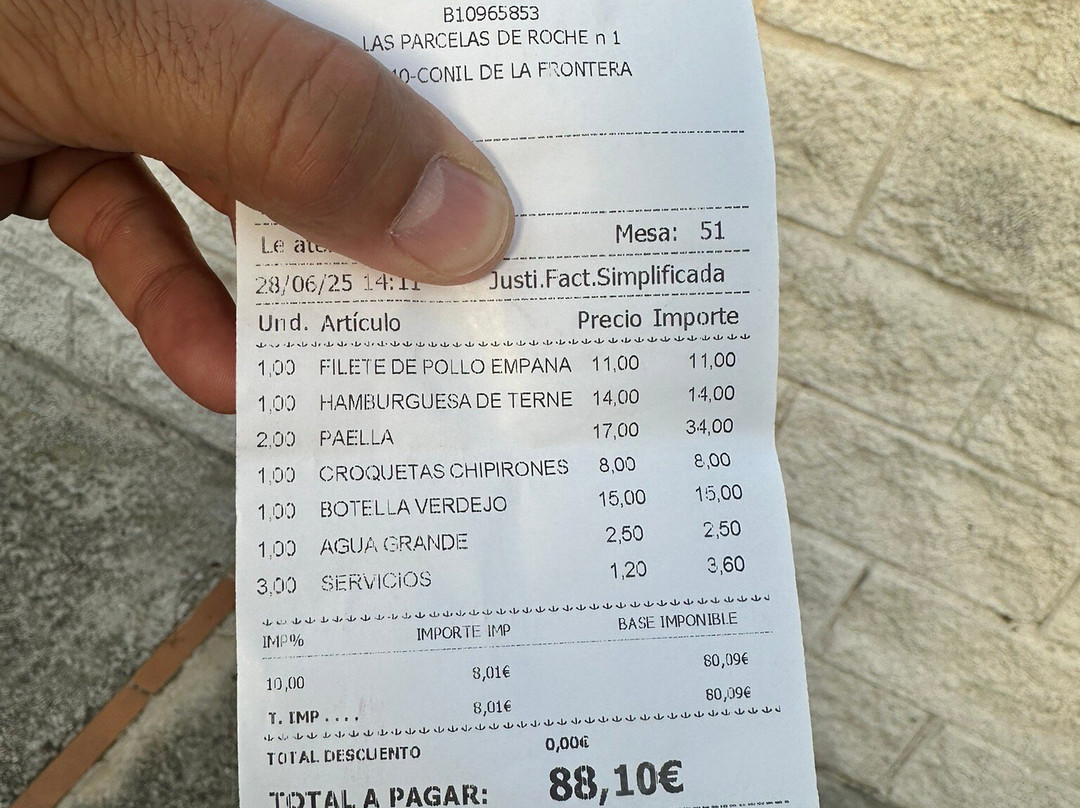 B10965853
LAS PARCELAS DE ROCHE n 1
-CONIL DE LA FRONTERA
Le Mesa: 51
28/06/25 14:11 Justi.Fact.Simplificada
Und. Artículo Precio Importe
1,00 FILETE DE POLLO EMPANA 11,00 11,00
1,00 HAMBURGUESA DE TERNE 14,00 14,00
2,00 PAELLA 17,00 34,00
1,00 CROQUETAS CHIPIRONES 8,00 8,00
1,00 BOTELLA VERDEJO 15,00 15,00
1,00 AGUA GRANDE 2,50 2,50
3,00 SERVICIOS 1,20 3,60
IMP% IMPORTE IMP BASE IMPONIBLE
10,00 8,01€ 80,09€
T. IMP .... 8,01€ 80,09€
TOTAL DESCUENTO 0,00€
TOTAL A PAGAR: 88,10€